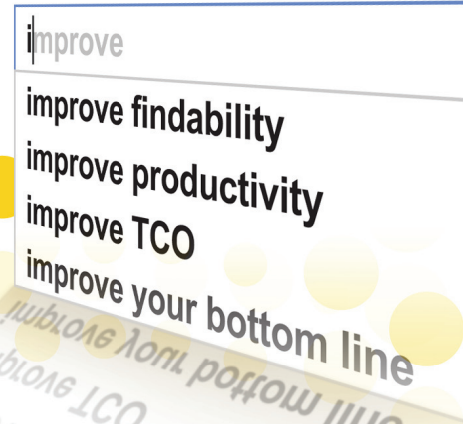 improve
improve findability
improve productivity
improve TCO
improve your bottom line